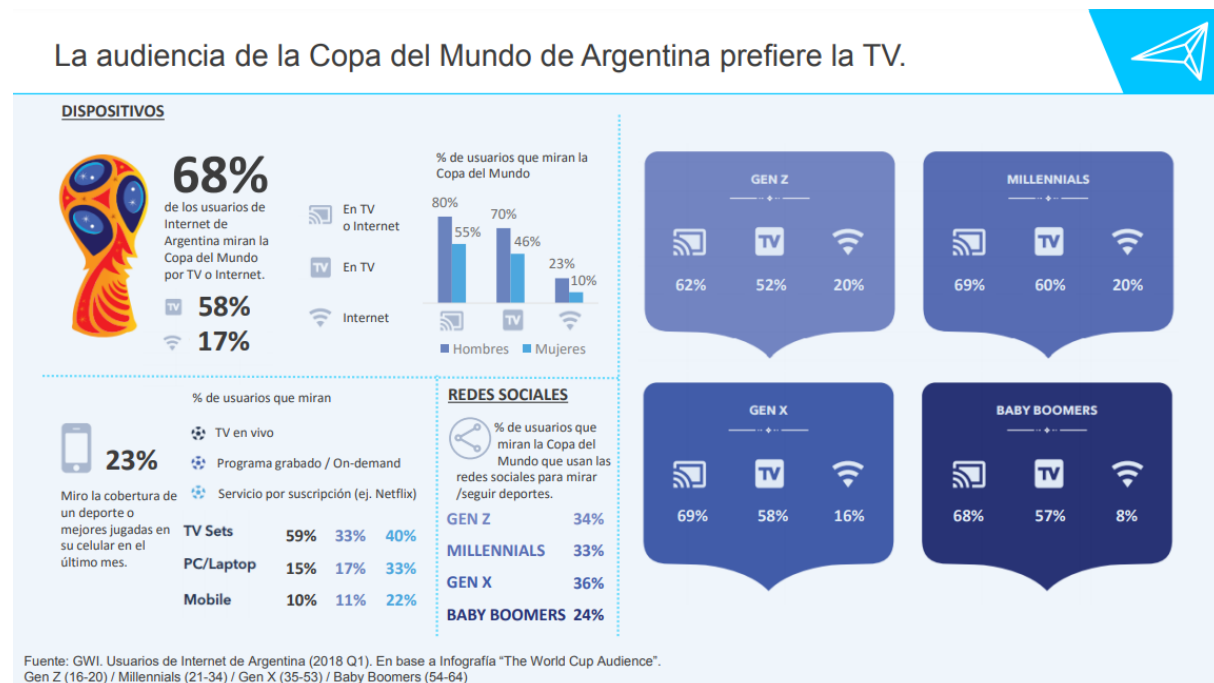 La audiencia de la Copa del Mundo de Argentina prefiere la TV.
DISPOSITIVOS
68%
de los usuarios de
Internet de
Argentina miran la
Copa del Mundo
por TV o Internet.
TV 58%
17%
En TV
o Internet
TV En TV
Internet
% de usuarios que miran la
Copa del Mundo
80%
55%
70%
46%
23%
10%
TV
Hombres Mujeres
GEN Z
TV
62% 52% 20%
MILLENNIALS
TV
69% 60% 20%
GEN X
TV
69% 58% 16%
BABY BOOMERS
TV
68% 57% 8%
23%
Miro la cobertura de
un deporte o
mejores jugadas en
su celular en el
último mes.
% de usuarios que miran
TV en vivo
Programa grabado / On-demand
Servicio por suscripción (ej. Netflix)
TV Sets 59% 33% 40%
PC/Laptop 15% 17% 33%
Mobile 10% 11% 22%
REDES SOCIALES
% de usuarios que
miran la Copa del
Mundo que usan las
redes sociales para mirar
/seguir deportes.
GEN Z 34%
MILLENNIALS 33%
GEN X 36%
BABY BOOMERS 24%
Fuente: GWI. Usuarios de Internet de Argentina (2018 Q1). En base a Infografía “The World Cup Audience”.
Gen Z (16-20) / Millennials (21-34) / Gen X (35-53) / Baby Boomers (54-64)